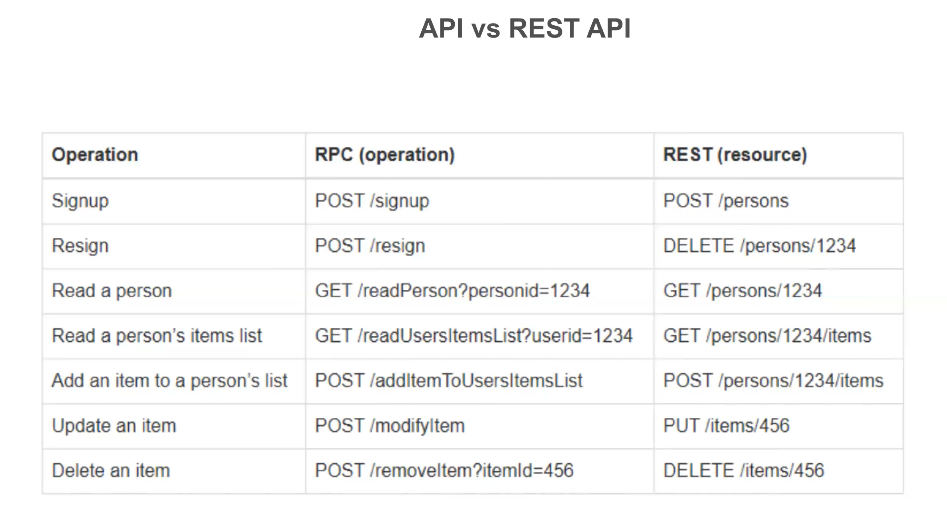 API vs REST API
Operation RPC (operation) REST (resource)
Signup POST /signup POST /persons
Resign POST /resign DELETE /persons/1234
Read a person GET /readPerson?personid=1234 GET /persons/1234
Read a person's items list GET /readUsersItemsList?userid=1234 GET /persons/1234/items
Add an item to a person's list POST /addItemToUsersItemsList POST /persons/1234/items
Update an item POST /modifyItem PUT /items/456
Delete an item POST /removeItem?itemId=456 DELETE /items/456